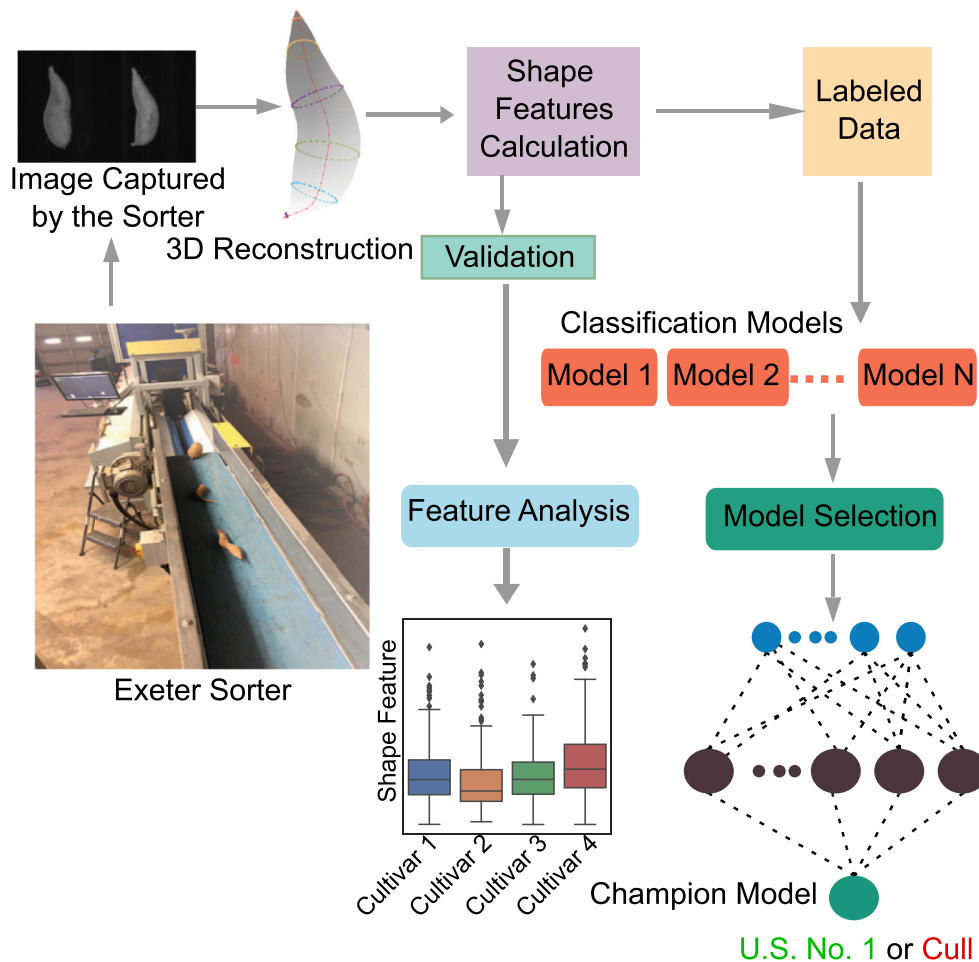 Image Captured
by the Sorter
3D Reconstruction
Shape
Features
Calculation
Labeled
Data
Validation
Classification Models
Model 1
Model 2
Model N
Feature Analysis
Model Selection
Exeter Sorter
Shape Feature
Cultivar 1
Cultivar 2
Cultivar 3
Cultivar 4
Champion Model
U.S. No. 1 or Cull